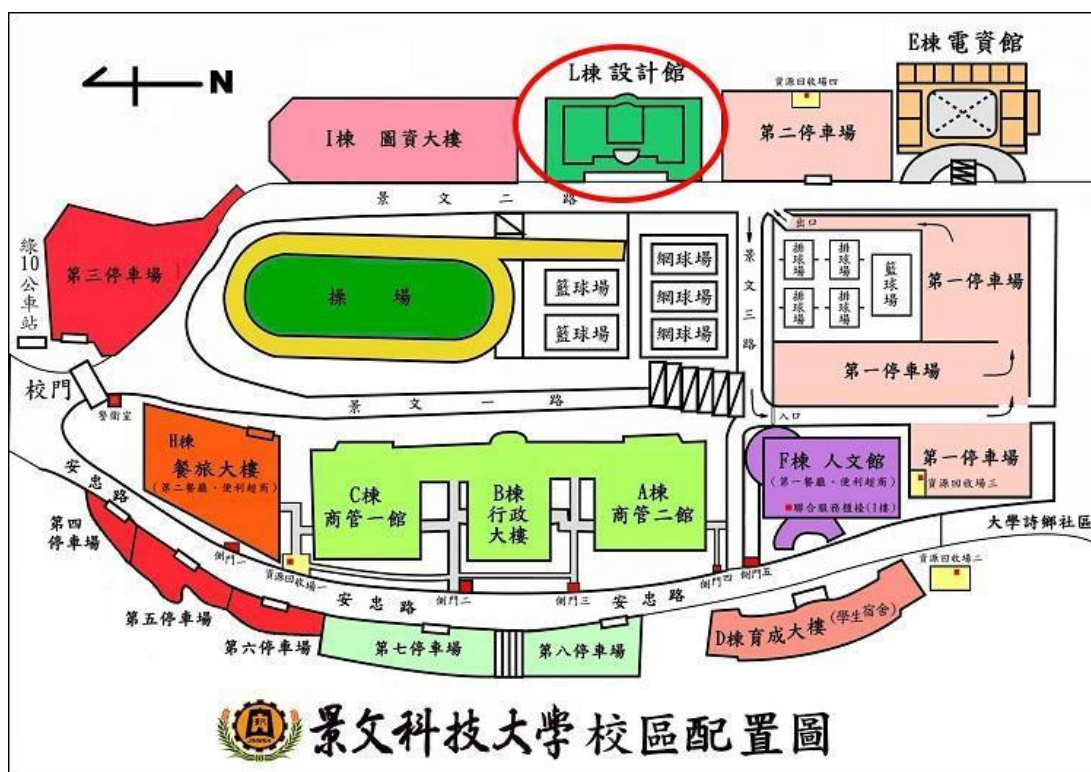 E棟電資館
L棟設計館
資源回收場四
N
I棟 圖資大樓
第二停車場
景文二路
綠10公車站
第三停車場
操場
籃球場
籃球場
網球場
網球場
網球場
景文三路
出口
排球場
排球場
排球場
排球場
籃球場
第一停車場
第一停車場
校門
警衛室
景文一路
入口
H棟
餐旅大樓
(第二餐廳、便利超商)
C棟
商管一館
B棟
行政
大樓
A棟
商管二館
F棟 人文館
(第一餐廳、便利超商)
聯合服務櫃檯(1樓)
第一停車場
資源回收場三
大學詩鄉社區
安忠路
第四
停車場
側門一
資源回收場一
側門二
側門三
側門四
側門五
資源回收場二
安忠路
安忠路
第五停車場
第六停車場
第七停車場
第八停車場
D棟育成大樓(學生宿舍)
景文科技大学校區配置圖